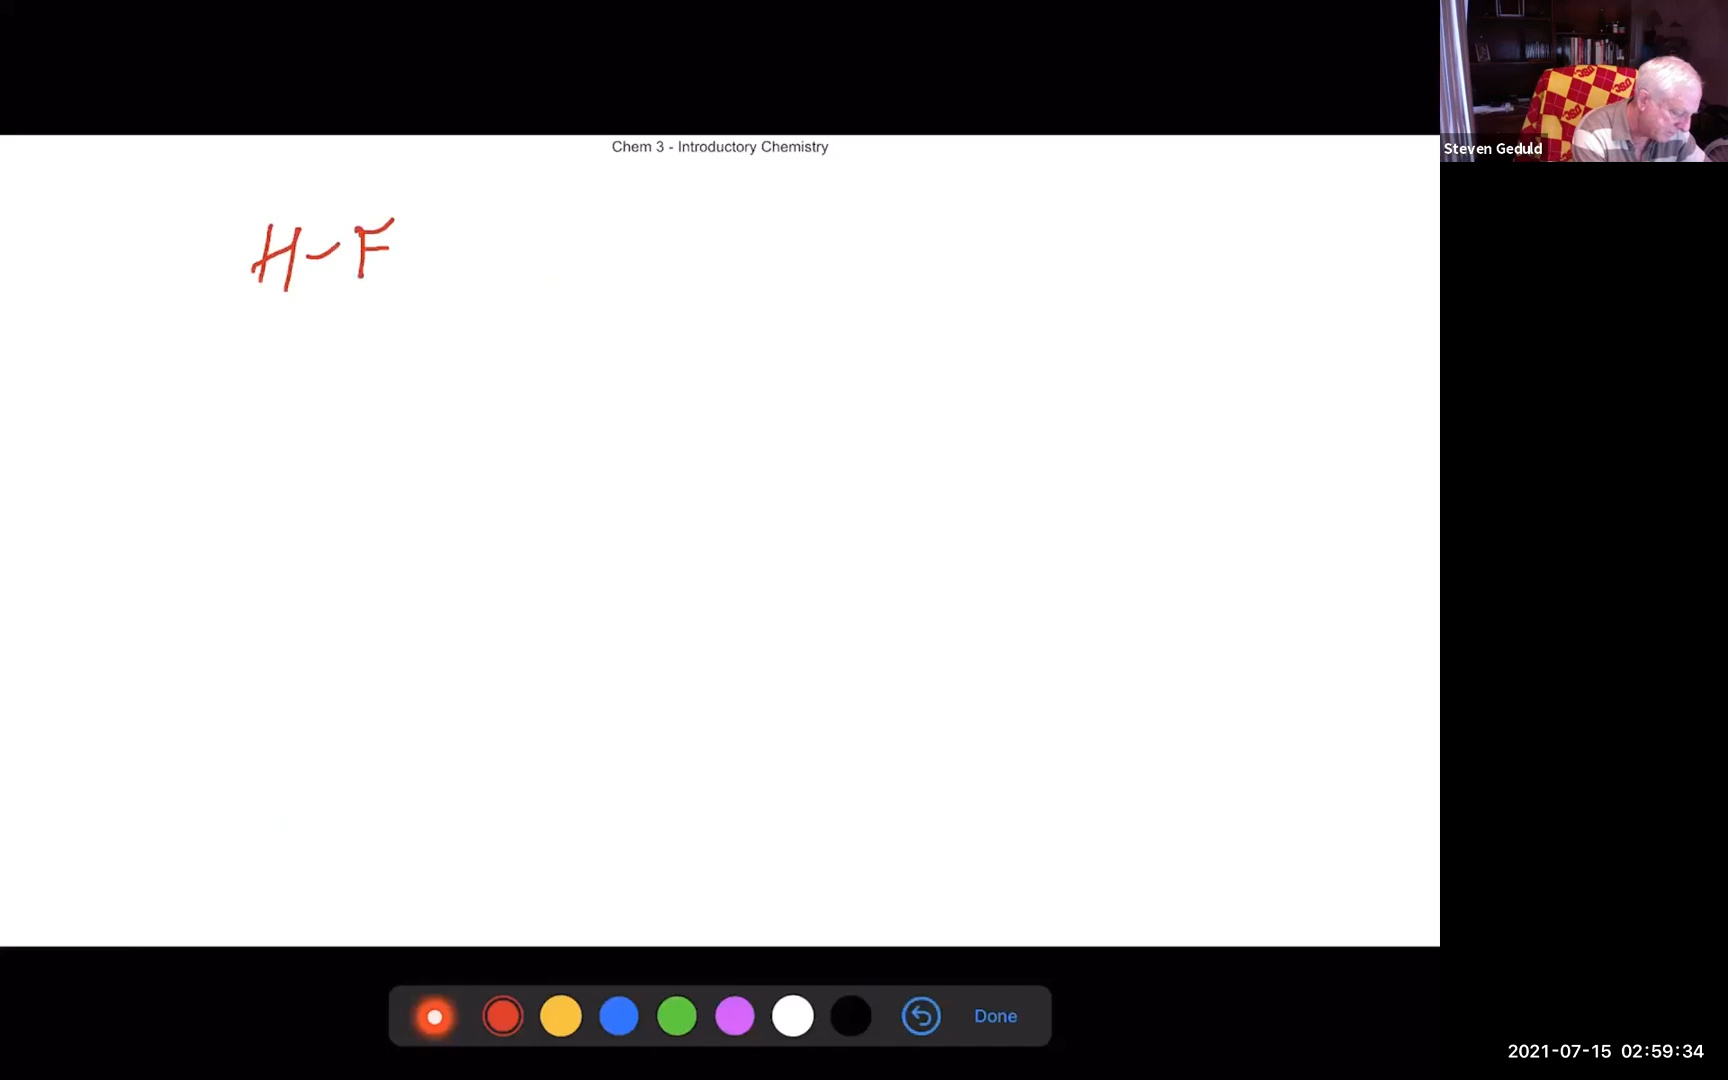 Chem 3 - Introductory Chemistry
Steven Geduld
H-F
Done
2021-07-15 02:59:34